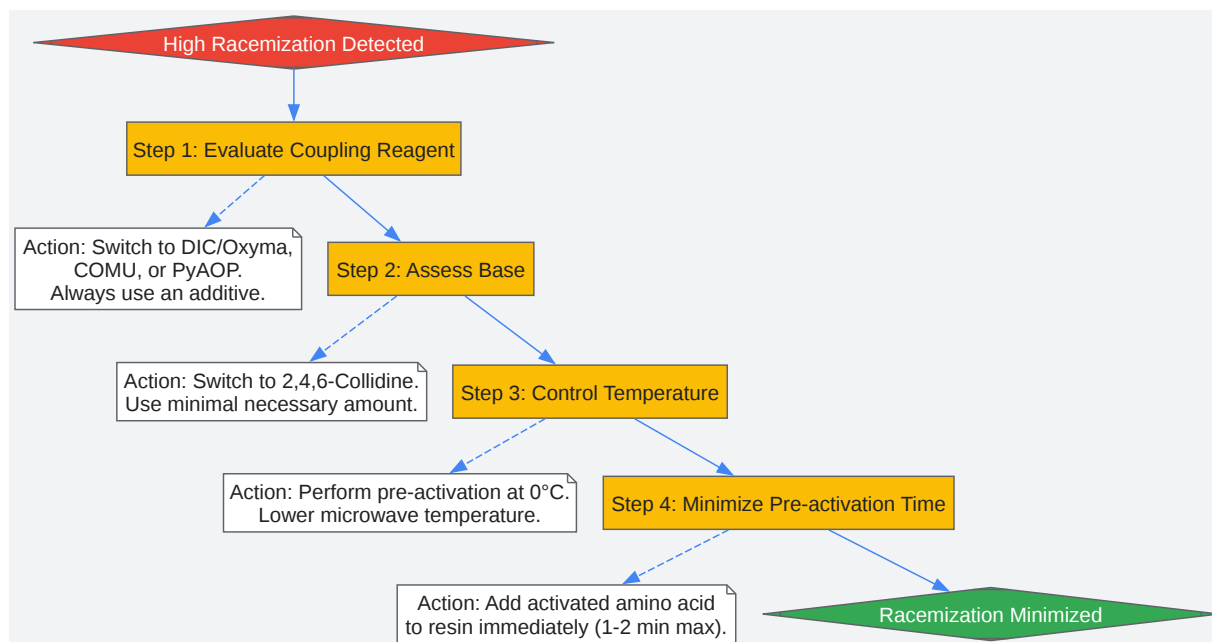 High Racemization Detected
Step 1: Evaluate Coupling Reagent
Action: Switch to DIC/Oxyma,
COMU, or PyAOP.
Always use an additive.
Step 2: Assess Base
Action: Switch to 2,4,6-Collidine.
Use minimal necessary amount.
Step 3: Control Temperature
Action: Perform pre-activation at 0°C.
Lower microwave temperature.
Step 4: Minimize Pre-activation Time
Action: Add activated amino acid
to resin immediately (1-2 min max).
Racemization Minimized